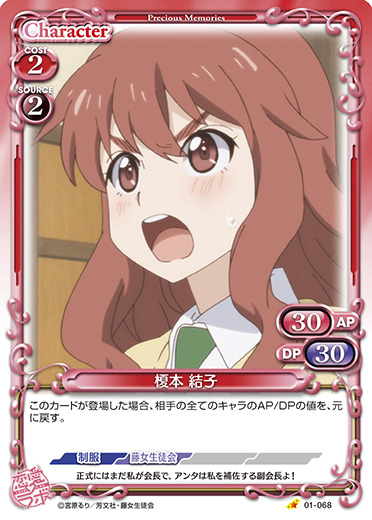 Precious Memories
Character
COST
2
SOURCE
2
30 AP
DP 30
榎本 結子
このカードが登場した場合、相手の全てのキャラのAP/DPの値を、元
に戻す。
制服 藤女生徒会
正式にはまだ私が会長で、アンタは私を補佐する副会長よ!
恋愛
ラボ
©宮原るり/芳文社・藤女生徒会
01-068